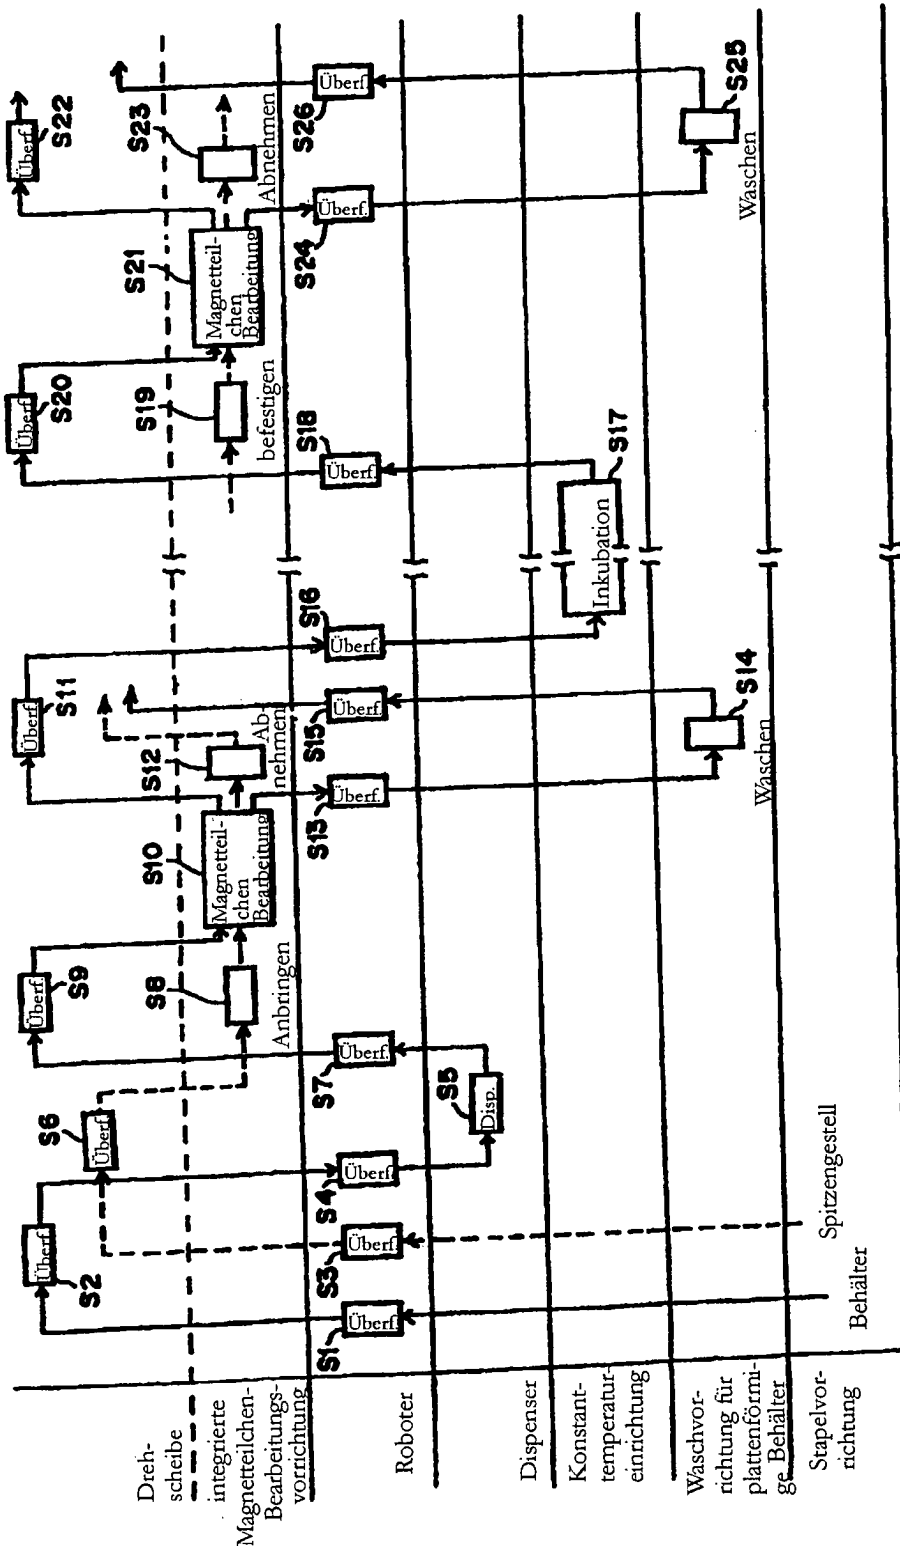 Dreh-
scheibe
integrierte
Magnetteilchen-
Bearbeitungs-
vorrichtung
Roboter
Dispenser
Konstant-
temperatur-
einrichtung
Waschvor-
richtung für
plattenförmi-
ge Behälter
Stapelvor-
richtung
Behälter
Spitzengestell
S1
Überf.
S2
Überf.
S3
Überf.
S4
Überf.
S5
Disp.
S6
Überf.
S7
Überf.
S8
Anbringen
S9
Überf.
S10
Magnetteil-
chen
Bearbeitung
S11
Überf.
S12
Ab-
nehmen
S13
Überf.
S14
Waschen
S15
Überf.
S16
Überf.
S17
Inkubation
S18
Überf.
S19
befestigen
S20
Überf.
S21
Magnetteil-
chen
Bearbeitung
S22
Überf.
S23
Abnehmen
S24
Überf.
S25
Waschen
S26
Überf.